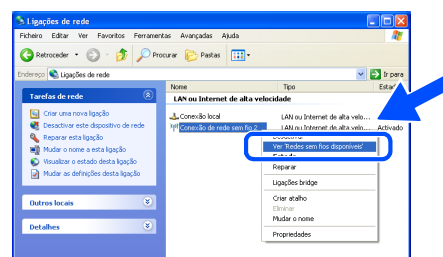 Ligações de rede
Ficheiro Editar Ver Favoritos Ferramentas Avançadas Ajuda
Retroceder Procurar Pastas
Endereço Ligações de rede Ir para
Nome Tipo Estado
Tarefas de rede
LAN ou Internet de alta velocidade
Criar uma nova ligação
Conexão local LAN ou Internet de alta velo...
Desactivar este dispositivo de rede
Conexão de rede sem fio 2 LAN ou Internet de alta velo... Activado
Reparar esta ligação
Mudar o nome a esta ligação
Visualizar o estado desta ligação
Mudar as definições desta ligação
Desactivar
Ver 'Redes sem fios disponíveis'
Estado
Reparar
Ligações bridge
Criar atalho
Eliminar
Mudar o nome
Propriedades
Outros locais
Detalhes